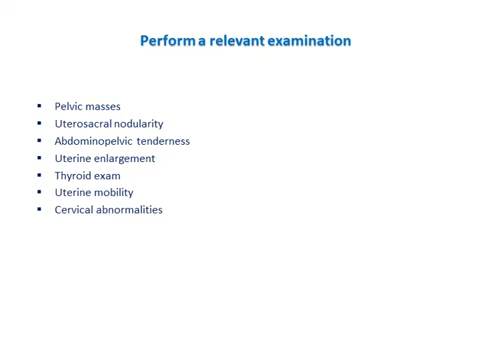 Perform a relevant examination
▪ Pelvic masses
▪ Uterosacral nodularity
▪ Abdominopelvic tenderness
▪ Uterine enlargement
▪ Thyroid exam
▪ Uterine mobility
▪ Cervical abnormalities